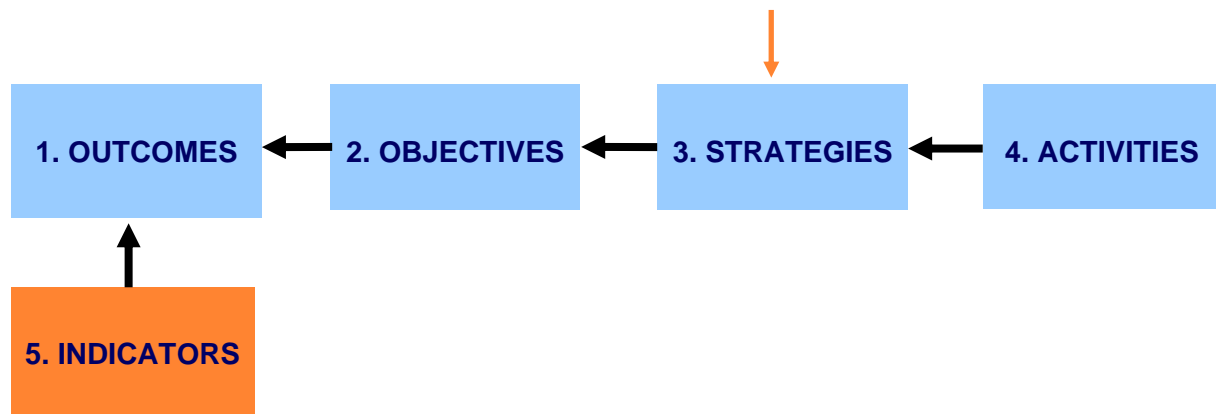 1. OUTCOMES
2. OBJECTIVES
3. STRATEGIES
4. ACTIVITIES
5. INDICATORS